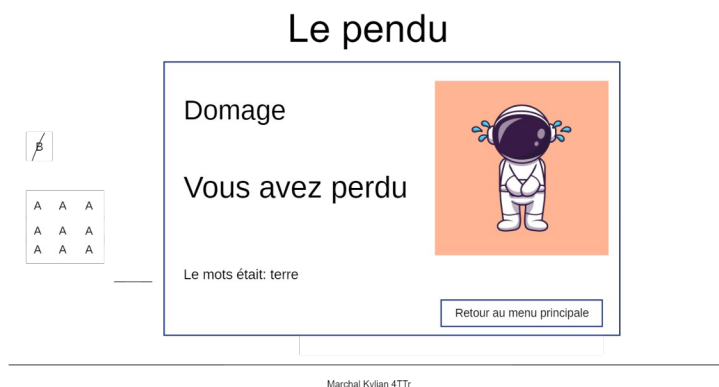 Le pendu
Domage
B
Vous avez perdu
A A A
A A A
A A A
Le mots était: terre
Retour au menu principale
Marchal Kylian 4TTr